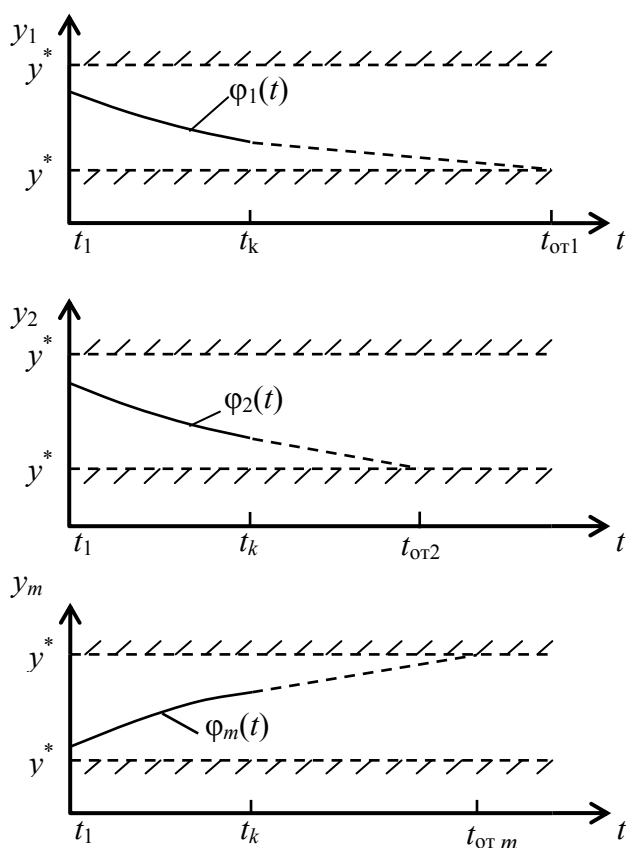 y₁
y*
φ₁(t)
y*
t₁ tₖ tот1 t
y₂
y*
φ₂(t)
y*
t₁ tₖ tот2 t
yₘ
y*
φₘ(t)
y*
t₁ tₖ tот m t